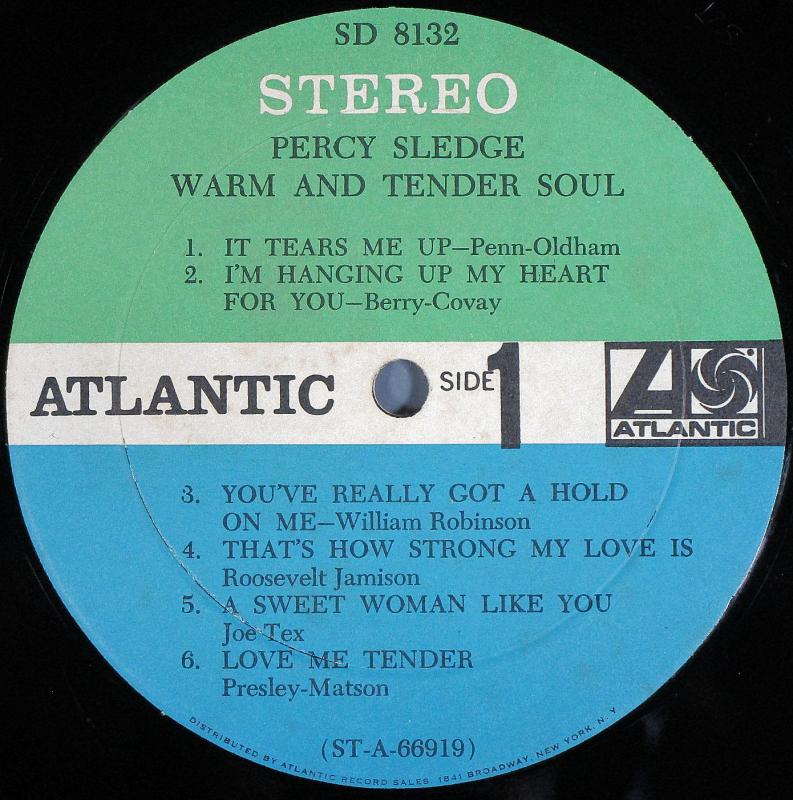 SD 8132
STEREO
PERCY SLEDGE
WARM AND TENDER SOUL
1. IT TEARS ME UP—Penn-Oldham
2. I'M HANGING UP MY HEART
FOR YOU—Berry-Covay
ATLANTIC
SIDE 1
ATLANTIC
3. YOU'VE REALLY GOT A HOLD
ON ME—William Robinson
4. THAT'S HOW STRONG MY LOVE IS
Roosevelt Jamison
5. A SWEET WOMAN LIKE YOU
Joe Tex
6. LOVE ME TENDER
Presley-Matson
(ST-A-66919)
DISTRIBUTED BY ATLANTIC RECORD SALES, 1841 BROADWAY, NEW YORK, N. Y.